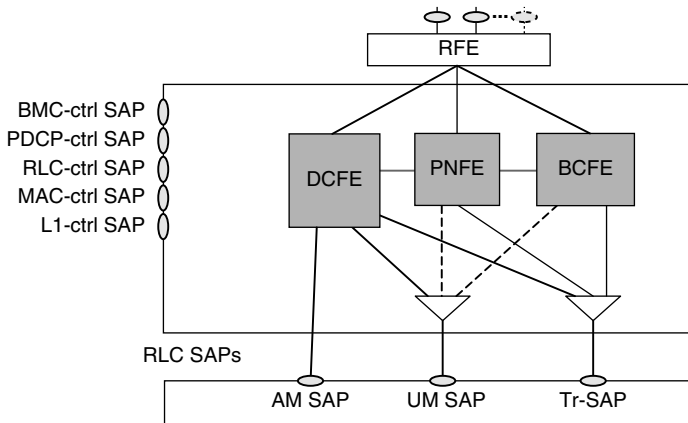 RFE
BMC-ctrl SAP
PDCP-ctrl SAP
RLC-ctrl SAP
MAC-ctrl SAP
L1-ctrl SAP
DCFE
PNFE
BCFE
RLC SAPs
AM SAP
UM SAP
Tr-SAP